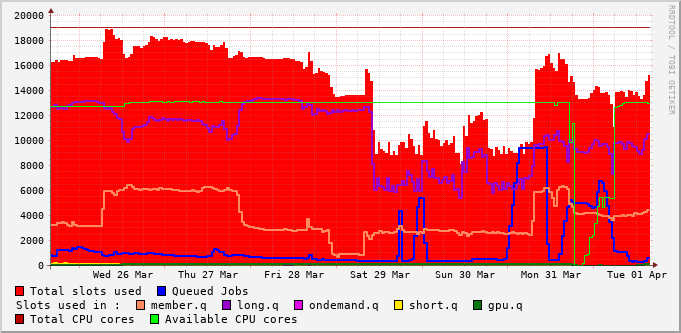 20000
18000
16000
14000
12000
10000
8000
6000
4000
2000
0
Wed 26 Mar Thu 27 Mar Fri 28 Mar Sat 29 Mar Sun 30 Mar Mon 31 Mar Tue 01 Apr
RRDTOOL / TOBI OETIKER
Total slots used Queued Jobs
Slots used in : member.q long.q ondemand.q short.q gpu.q
Total CPU cores Available CPU cores